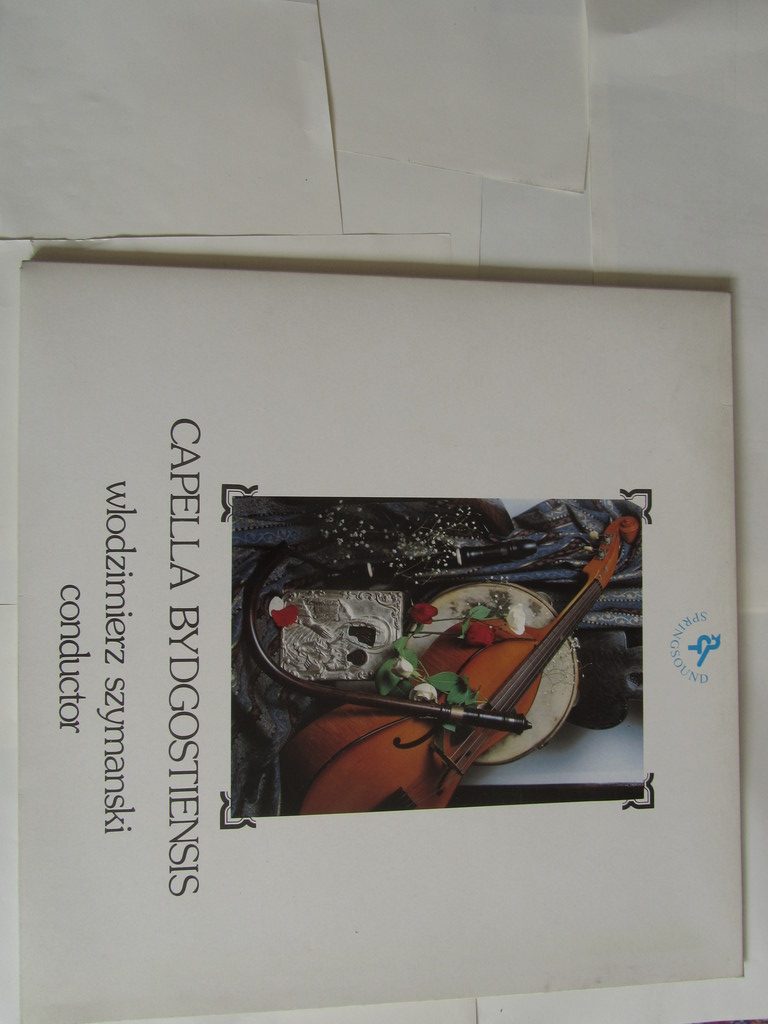 SPRINGSOUND
CAPELLA BYDGOSTIENSIS
wlodzimierz szymanski
conductor